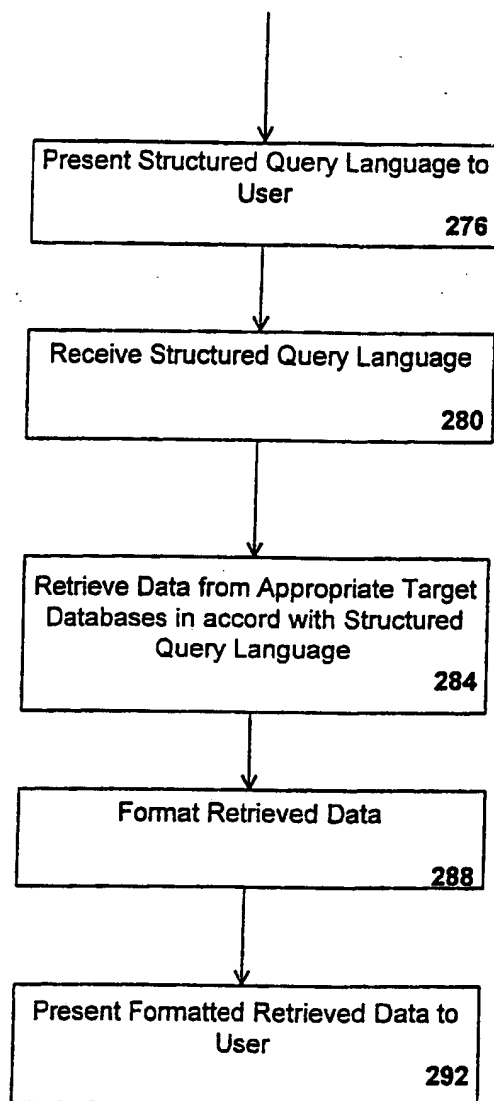 Present Structured Query Language to
User
276
Receive Structured Query Language
280
Retrieve Data from Appropriate Target
Databases in accord with Structured
Query Language
284
Format Retrieved Data
288
Present Formatted Retrieved Data to
User
292